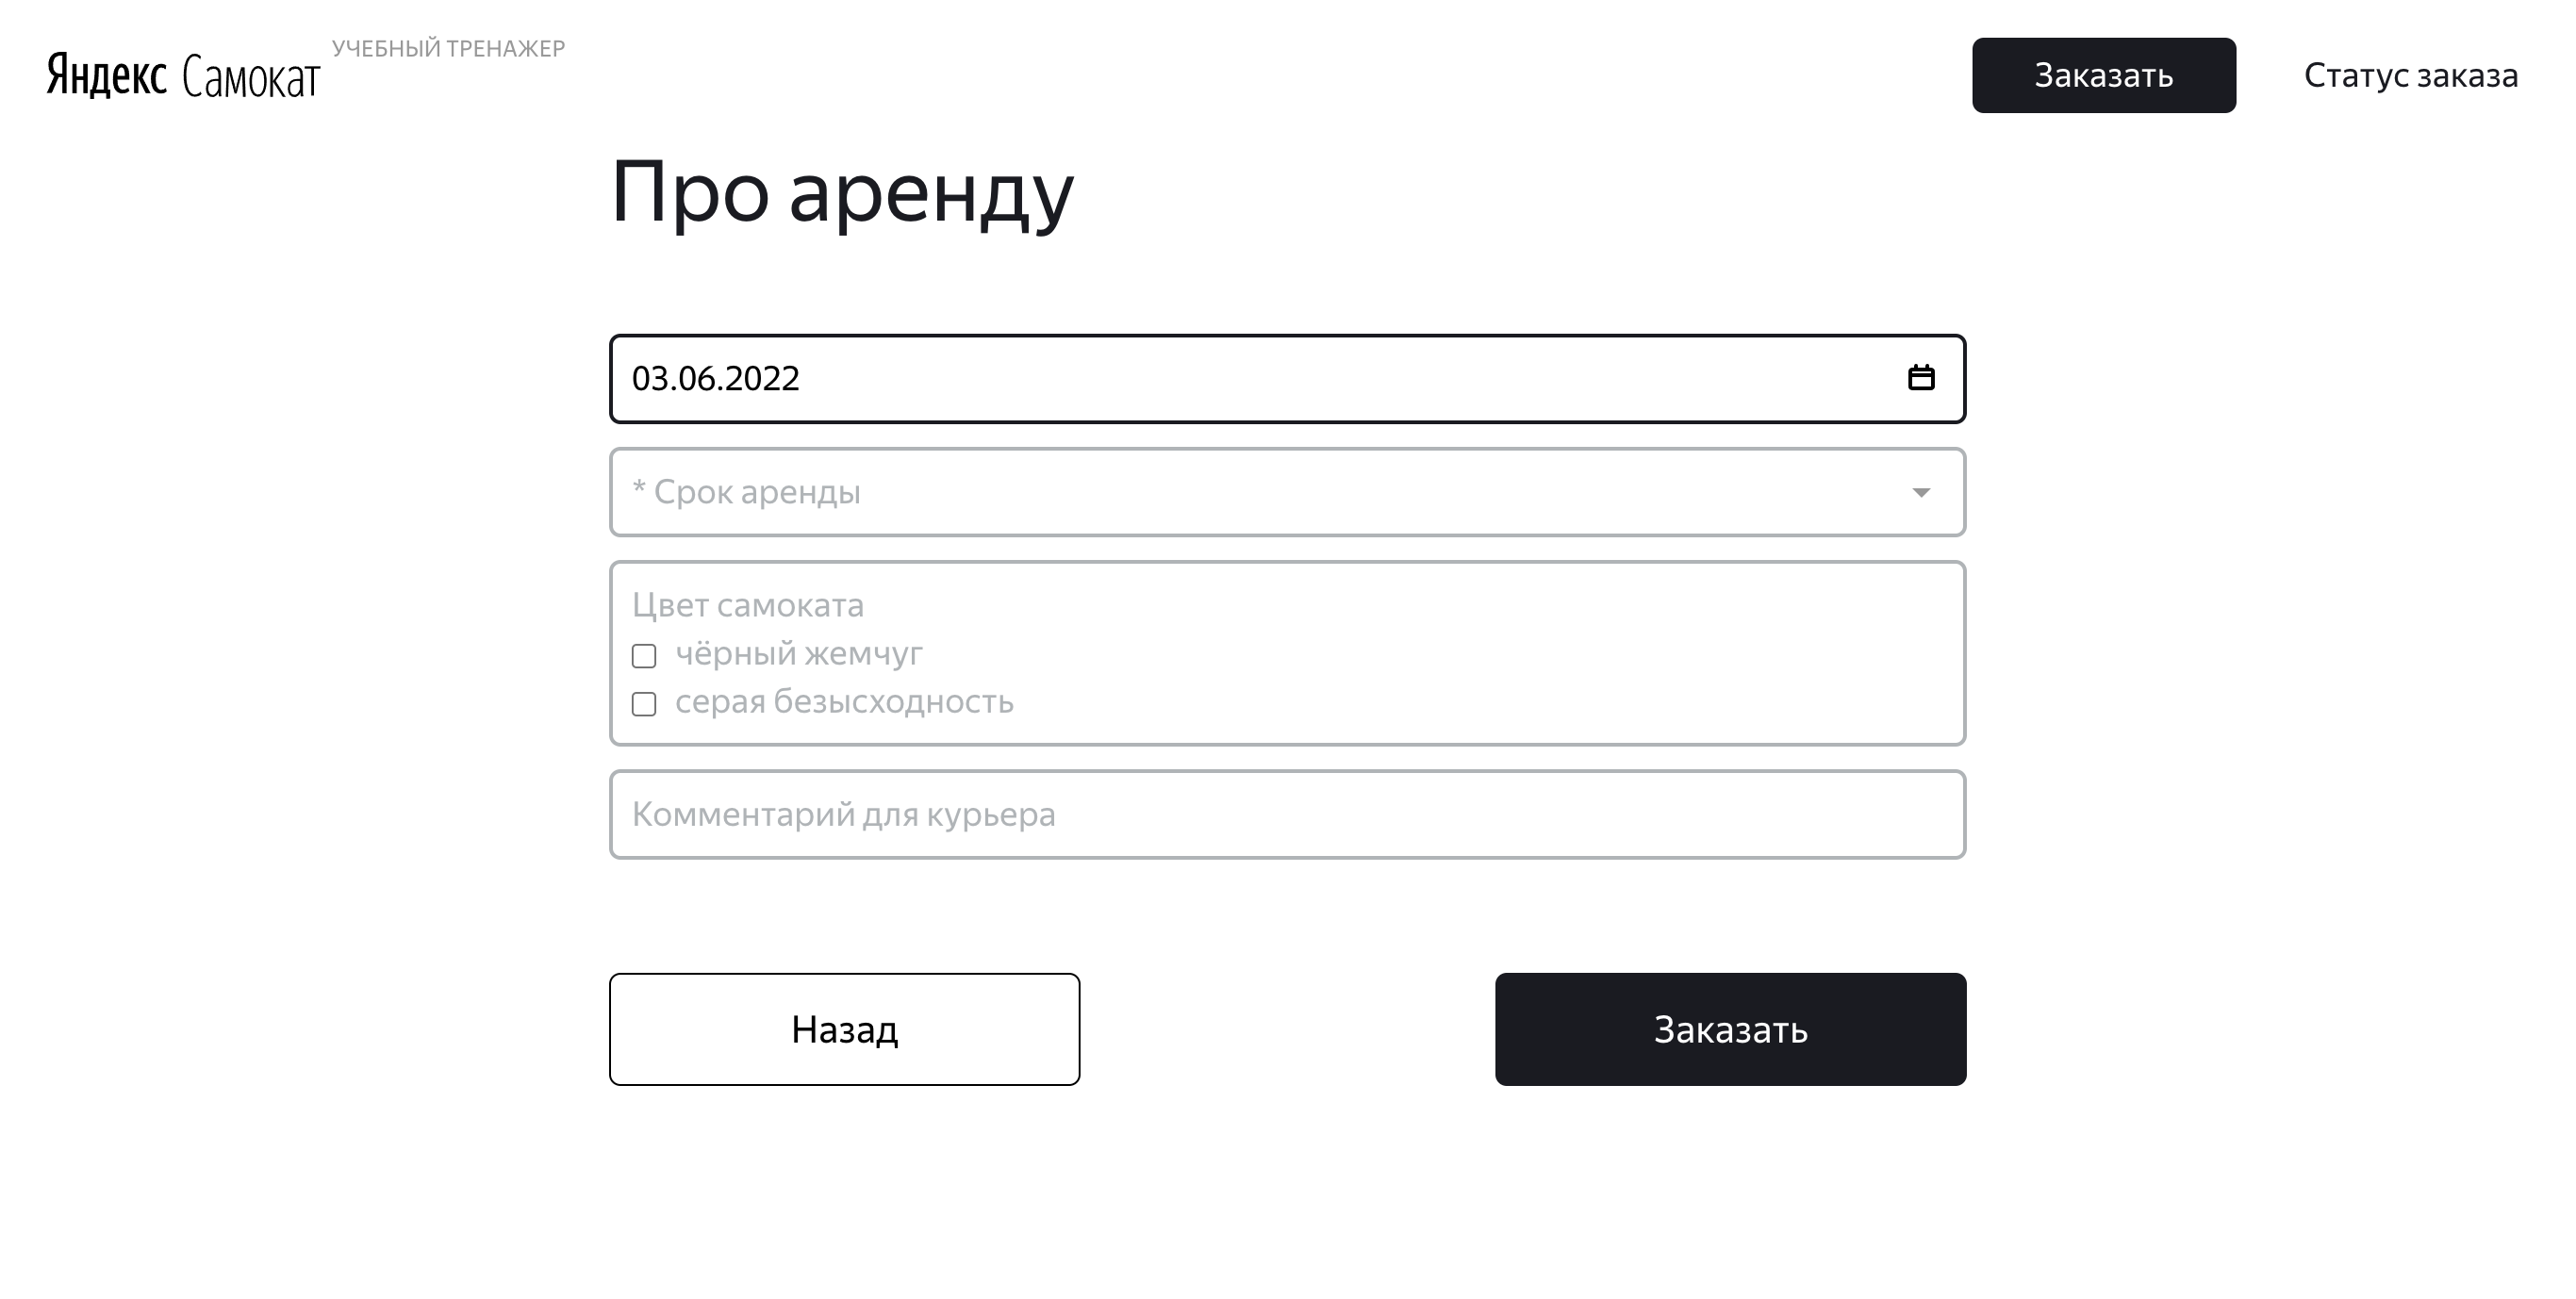 Яндекс Самокат
УЧЕБНЫЙ ТРЕНАЖЕР
Заказать
Статус заказа
Про аренду
03.06.2022
* Срок аренды
Цвет самоката
чёрный жемчуг
серая безысходность
Комментарий для курьера
Назад
Заказать